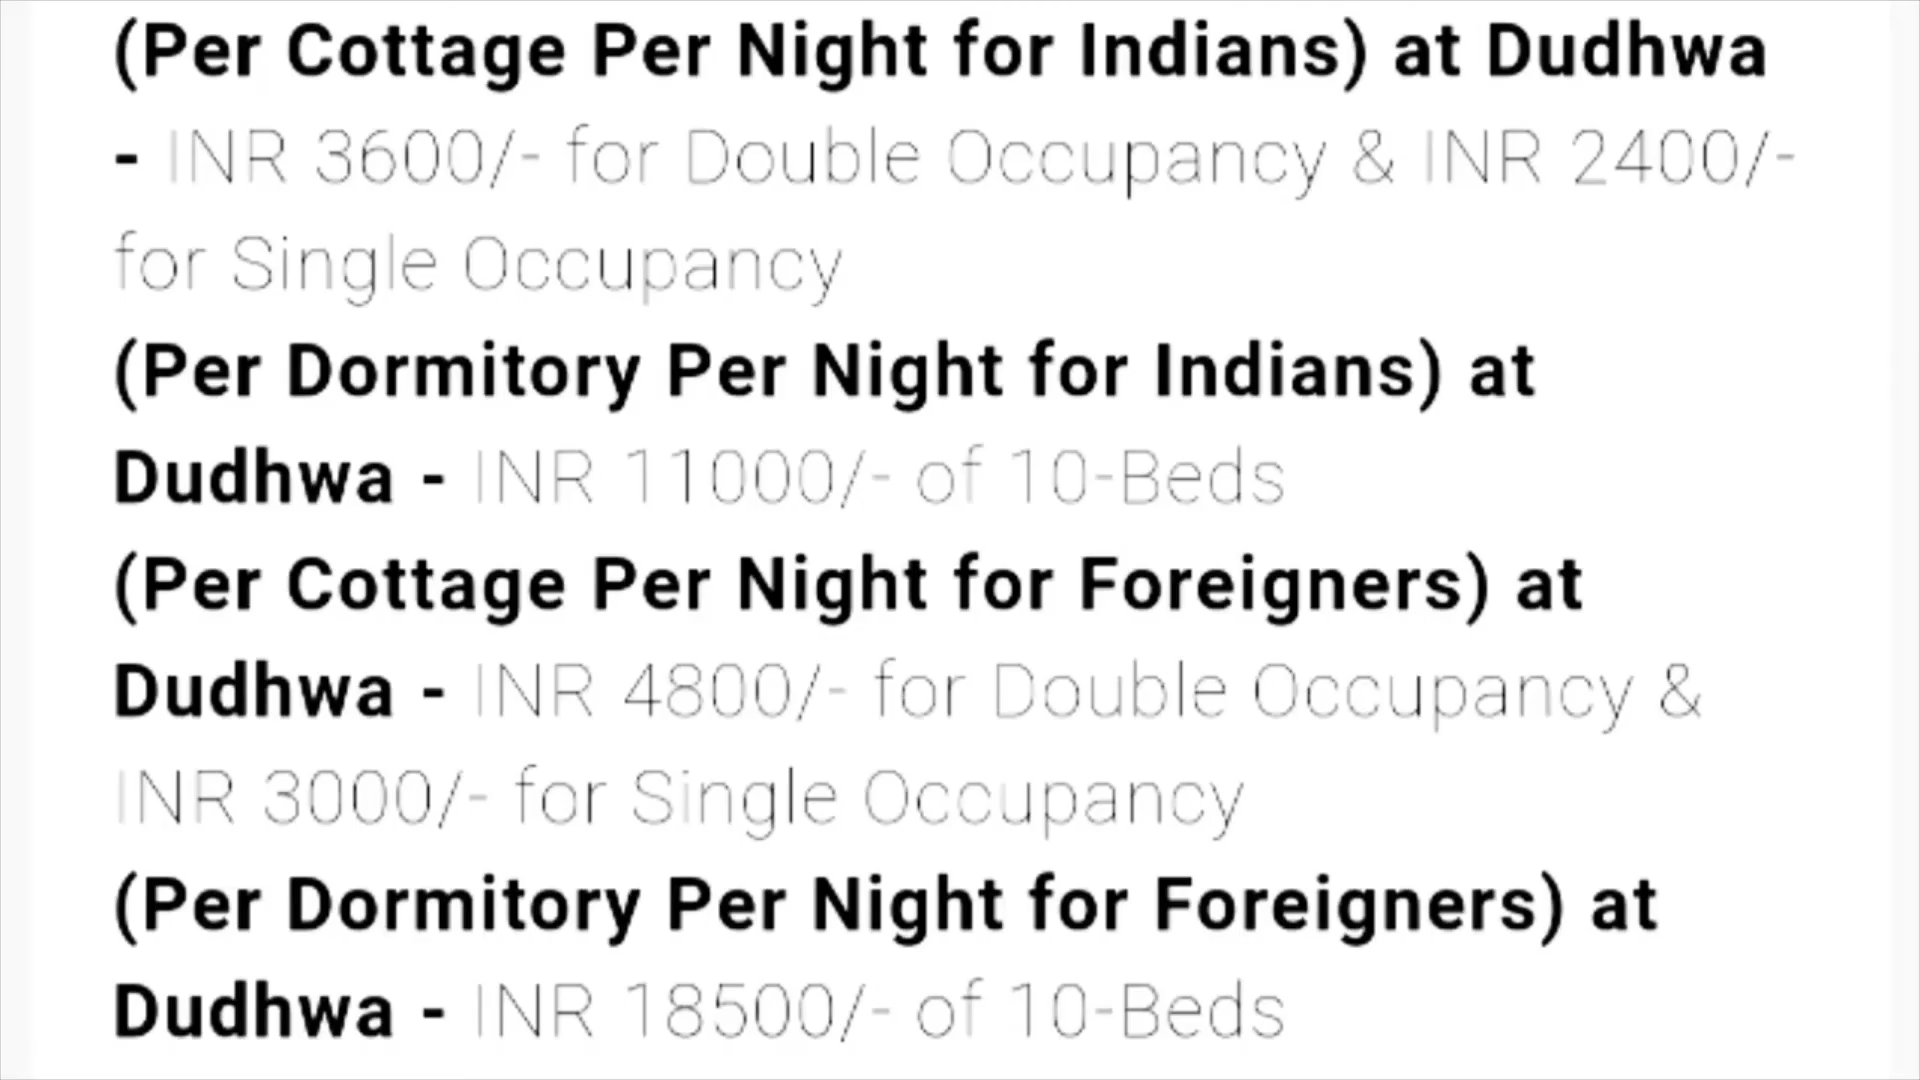 (Per Cottage Per Night for Indians) at Dudhwa
- INR 3600/- for Double Occupancy & INR 2400/-
for Single Occupancy
(Per Dormitory Per Night for Indians) at
Dudhwa - INR 11000/- of 10-Beds
(Per Cottage Per Night for Foreigners) at
Dudhwa - INR 4800/- for Double Occupancy &
INR 3000/- for Single Occupancy
(Per Dormitory Per Night for Foreigners) at
Dudhwa - INR 18500/- of 10-Beds